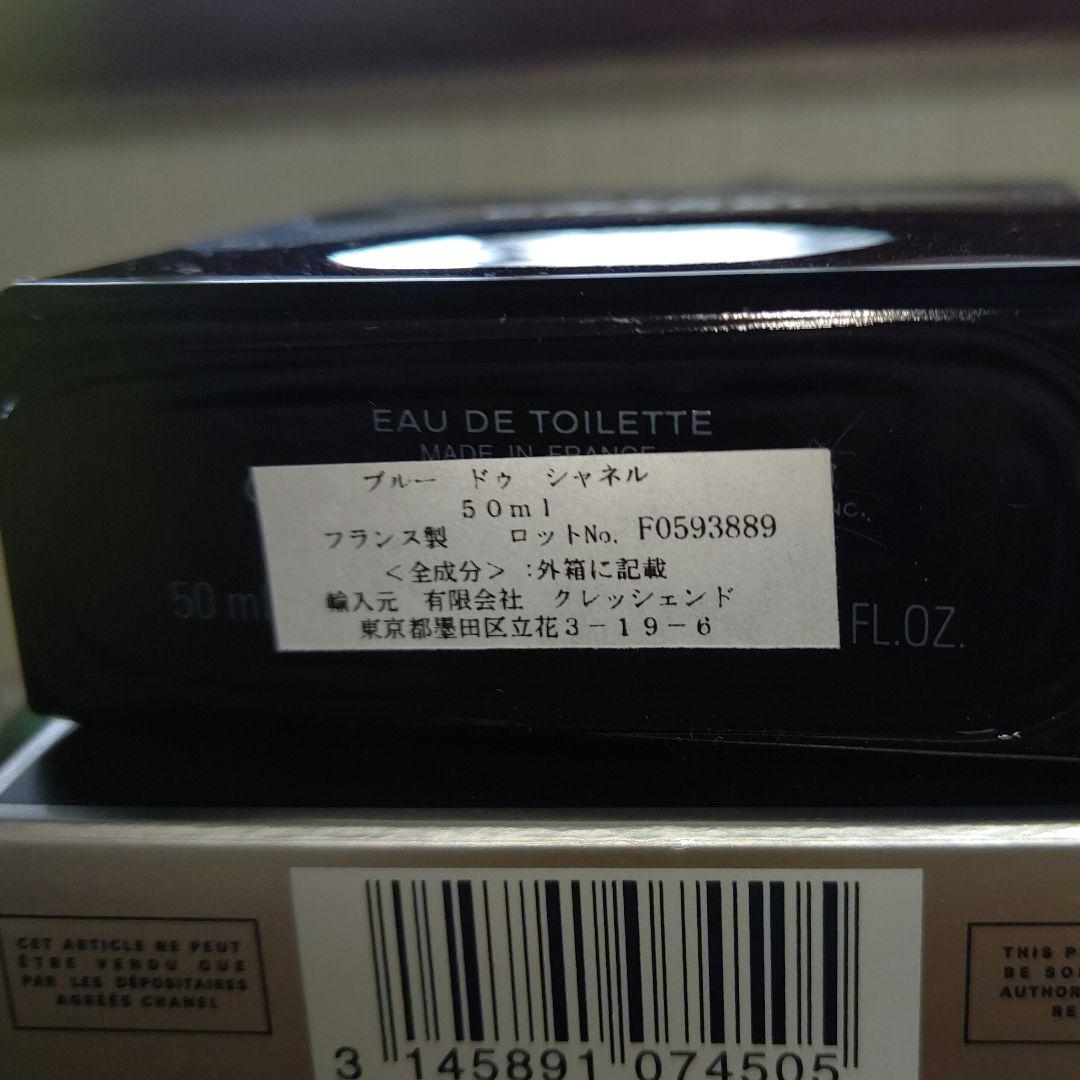 EAU DE TOILETTE
MADE IN FRANCE
ブルー ドゥ シャネル
50ml
フランス製 ロットNo. F0593889
<全成分> :外箱に記載
輸入元 有限会社 クレッシェンド
東京都墨田区立花3-19-6
50 ml
FL.OZ.
CET ARTICLE NE PEUT
ÊTRE VENDU QUE
PAR LES DÉPOSITAIRES
AGRÉÉS CHANEL
3 145891 074505
THIS
BE